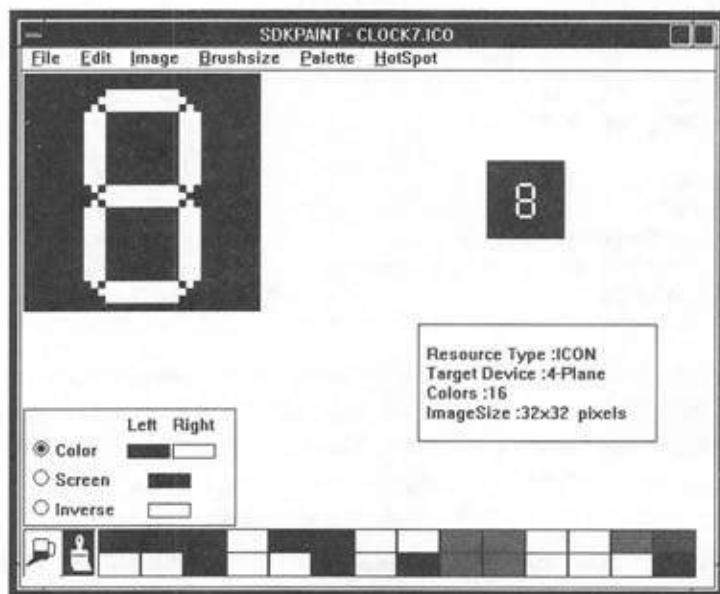 SDKPAINT - CLOCK7.ICO
File Edit Image Brushsize Palette HotSpot
8
Resource Type :ICON
Target Device :4-Plane
Colors :16
ImageSize :32x32 pixels
Left Right
Color
Screen
Inverse